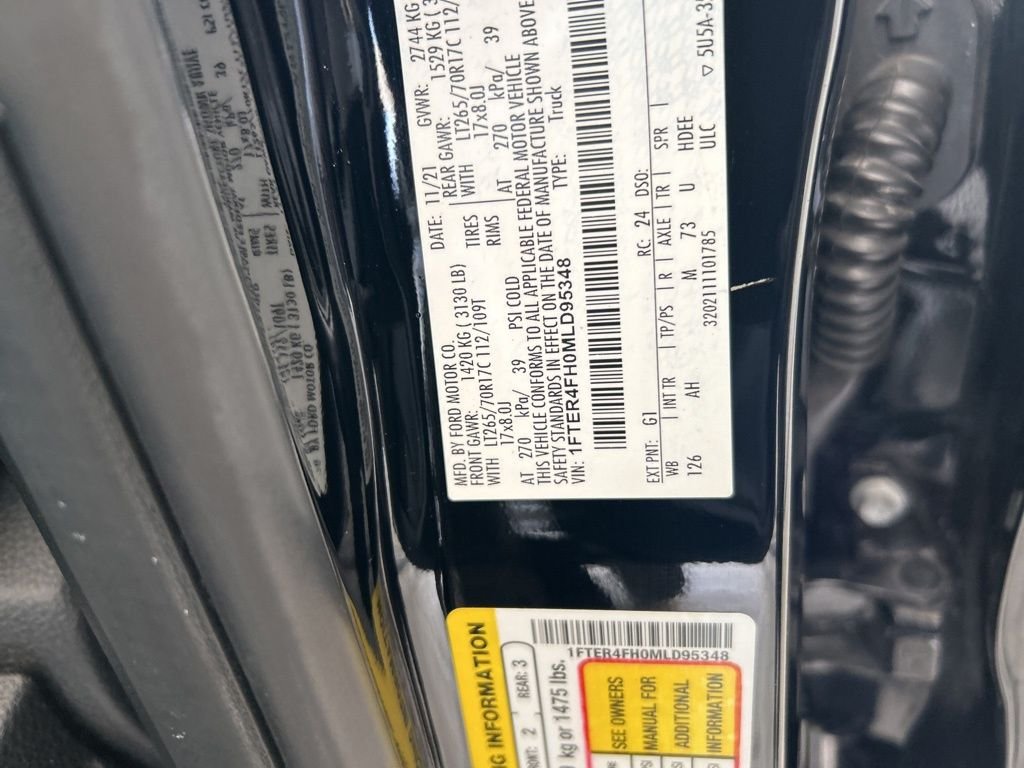 MFD. BY FORD MOTOR CO.
DATE: 11/21 GVWR: 2744 KG
FRONT GAWR: 1420 KG ( 3130 LB) REAR GAWR: 1529 KG ( 3
WITH LT265/70R17C 112/109T TIRES WITH LT265/70R17C 112/
17x8.0J RIMS 17x8.0J
AT 270 kPa/ 39 PSI COLD AT 270 kPa/ 39
THIS VEHICLE CONFORMS TO ALL APPLICABLE FEDERAL MOTOR VEHICLE
SAFETY STANDARDS IN EFFECT ON THE DATE OF MANUFACTURE SHOWN ABOVE
VIN: 1FTER4FH0MLD95348 TYPE: Truck
EXT PNT: G1 RC: 24 DSO:
WB INT TR TP/PS R AXLE TR SPR
126 AH M 73 U HDEE
ULC
320211101785
▽ 5U5A-3
NG INFORMATION
RONT: 2 REAR: 3
kg or 1475 lbs.
1FTER4FH0MLD95348
SEE OWNERS
MANUAL FOR
ADDITIONAL
INFORMATION